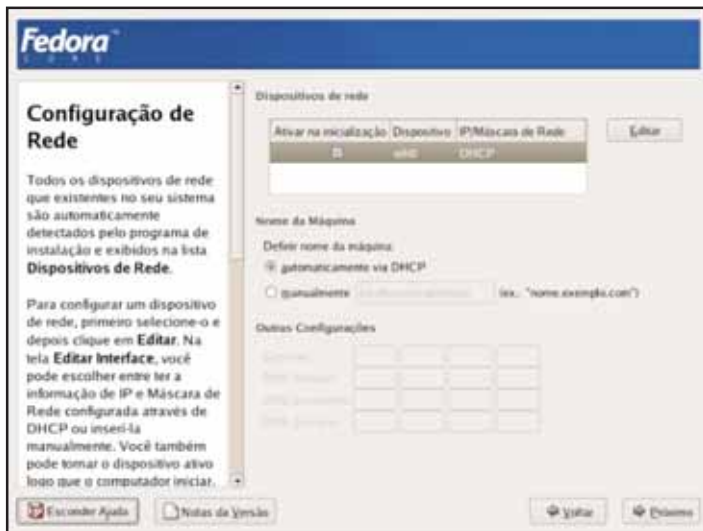 Fedora
CORE
Configuração de
Rede
Todos os dispositivos de rede
que existentes no seu sistema
são automaticamente
detectados pelo programa de
instalação e exibidos na lista
Dispositivos de Rede.
Para configurar um dispositivo
de rede, primeiro selecione-o e
depois clique em Editar. Na
tela Editar Interface, você
pode escolher entre ter a
informação de IP e Máscara de
Rede configurada através de
DHCP ou inserí-la
manualmente. Você também
pode tornar o dispositivo ativo
logo que o computador iniciar.
Dispositivos de rede
Ativar na inicialização Dispositivo IP/Máscara de Rede
eth0 DHCP
Editar
Nome da Máquina
Definir nome da máquina:
automaticamente via DHCP
manualmente (ex.: "nome.exemplo.com")
Outras Configurações
Esconder Ajuda
Notas da Versão
Voltar
Próximo